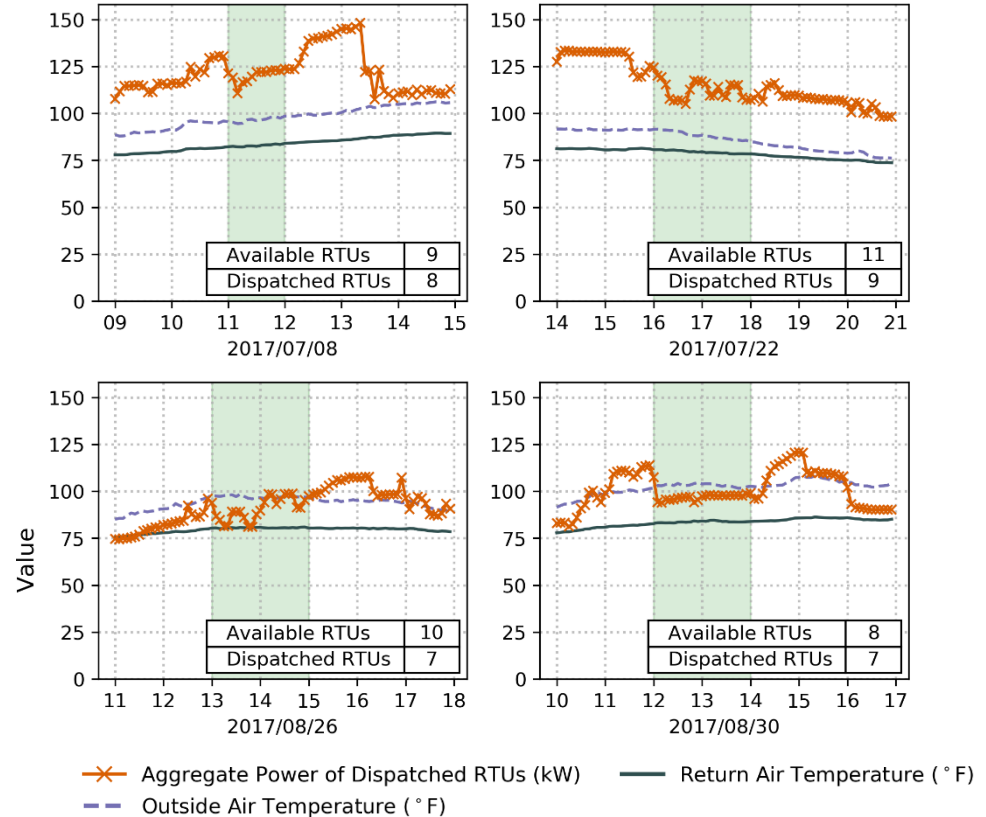 150
125
100
75
50
25
0
Available RTUs 9
Dispatched RTUs 8
09 10 11 12 13 14 15
2017/07/08
150
125
100
75
50
25
0
Available RTUs 11
Dispatched RTUs 9
14 15 16 17 18 19 20 21
2017/07/22
Value
150
125
100
75
50
25
0
Available RTUs 10
Dispatched RTUs 7
11 12 13 14 15 16 17 18
2017/08/26
150
125
100
75
50
25
0
Available RTUs 8
Dispatched RTUs 7
10 11 12 13 14 15 16 17
2017/08/30
Aggregate Power of Dispatched RTUs (kW)
Outside Air Temperature (°F)
Return Air Temperature (°F)